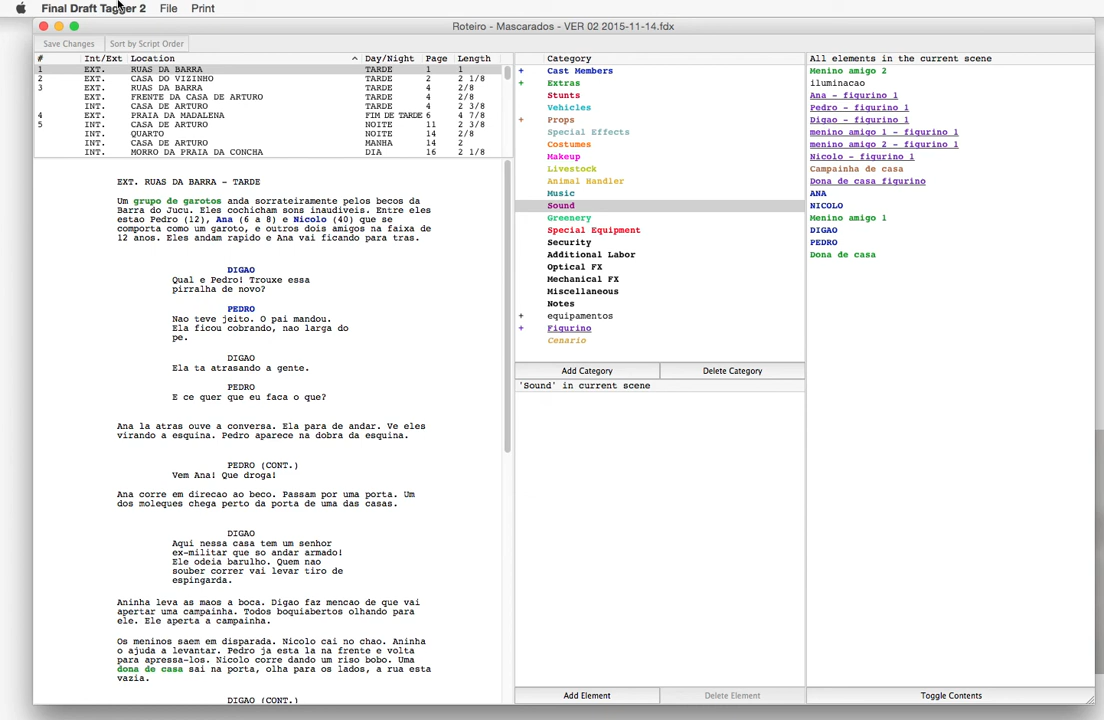 Final Draft Tagger 2 File Print
Roteiro - Mascarados - VER 02 2015-11-14.fdx
Save Changes Sort by Script Order
# Int/Ext Location Day/Night Page Length
1 EXT. RUAS DA BARRA TARDE 1 1
2 EXT. CASA DO VIZINHO TARDE 2 2 1/8
3 EXT. RUAS DA BARRA TARDE 4 2/8
EXT. FRENTE DA CASA DE ARTURO TARDE 4 2/8
INT. CASA DE ARTURO TARDE 4 2 3/8
4 EXT. PRAIA DA MADALENA FIM DE TARDE 6 4 7/8
5 INT. CASA DE ARTURO NOITE 11 2 3/8
INT. QUARTO NOITE 14 2/8
INT. CASA DE ARTURO MANHA 14 2
INT. MORRO DA PRAIA DA CONCHA DIA 16 2 1/8
EXT. RUAS DA BARRA - TARDE
Um grupo de garotos anda sorrateiramente pelos becos da
Barra do Jucu. Eles cochicham sons inaudiveis. Entre eles
estao Pedro (12), Ana (6 a 8) e Nicolo (40) que se
comporta como um garoto, e outros dois amigos na faixa de
12 anos. Eles andam rapido e Ana vai ficando para tras.
DIGAO
Qual e Pedro! Trouxe essa
pirralha de novo?
PEDRO
Nao teve jeito. O pai mandou.
Ela ficou cobrando, nao larga do
pe.
DIGAO
Ela ta atrasando a gente.
PEDRO
E ce quer que eu faca o que?
Ana la atras ouve a conversa. Ela para de andar. Ve eles
virando a esquina. Pedro aparece na dobra da esquina.
PEDRO (CONT.)
Vem Ana! Que droga!
Ana corre em direcao ao beco. Passam por uma porta. Um
dos moleques chega perto da porta de uma das casas.
DIGAO
Aqui nessa casa tem um senhor
ex-militar que so andar armado!
Ele odeia barulho. Quem nao
souber correr vai levar tiro de
espingarda.
Aninha leva as maos a boca. Digao faz mencao de que vai
apertar uma campainha. Todos boquiabertos olhando para
ele. Ele aperta a campainha.
Os meninos saem em disparada. Nicolo cai no chao. Aninha
o ajuda a levantar. Pedro ja esta la na frente e volta
para apressa-los. Nicolo corre dando um riso bobo. Uma
dona de casa sai na porta, olha para os lados, a rua esta
vazia.
DIGAO (CONT.)
Category
+ Cast Members
+ Extras
Stunts
Vehicles
+ Props
Special Effects
Costumes
Makeup
Livestock
Animal Handler
Music
Sound
Greenery
Special Equipment
Security
Additional Labor
Optical FX
Mechanical FX
Miscellaneous
Notes
+ equipamentos
+ Figurino
Cenario
Add Category Delete Category
'Sound' in current scene
Add Element Delete Element
All elements in the current scene
Menino amigo 2
iluminacao
Ana - figurino 1
Pedro - figurino 1
Digao - figurino 1
menino amigo 1 - figurino 1
menino amigo 2 - figurino 1
Nicolo - figurino 1
Campainha de casa
Dona de casa figurino
ANA
NICOLO
Menino amigo 1
DIGAO
PEDRO
Dona de casa
Toggle Contents